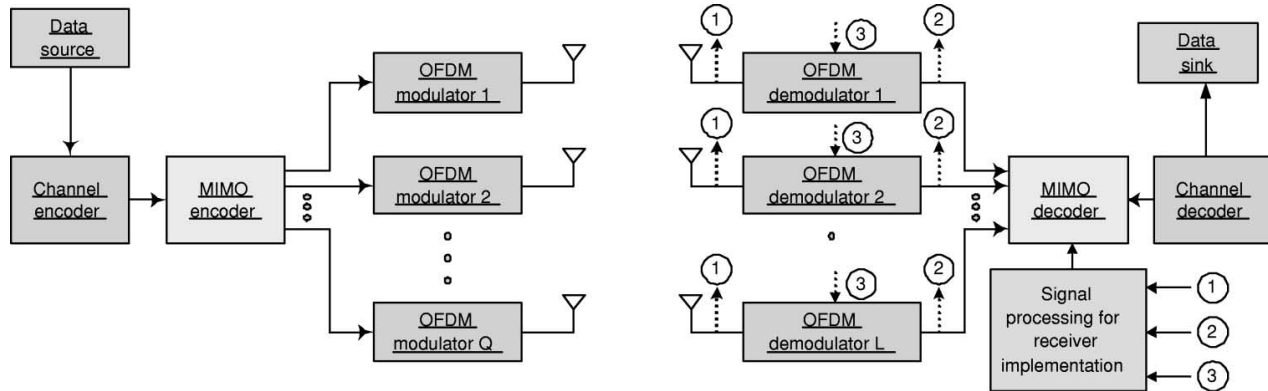 Data
source
Channel
encoder
MIMO
encoder
OFDM
modulator 1
OFDM
modulator 2
OFDM
modulator Q
1
3
2
OFDM
demodulator 1
1
3
2
OFDM
demodulator 2
1
3
2
OFDM
demodulator L
Data
sink
MIMO
decoder
Channel
decoder
Signal
processing for
receiver
implementation
1
2
3